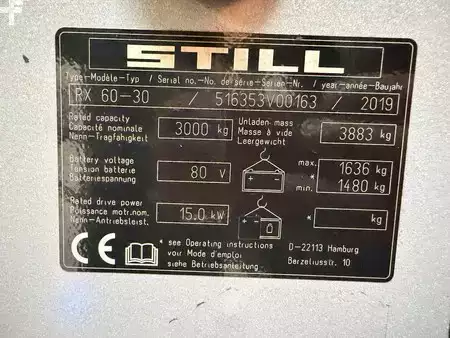 STILL
Type-Modèle-Typ / Serial no.-No. de série-Serien-Nr. / year-année-Baujahr
RX 60-30 / 516353V00163 / 2019
Rated capacity
Capacité nominale
Nenn-Tragfähigkeit
3000 kg
Unladen mass
Masse à vide
Leergewicht
3883 kg
Battery voltage
Tension batterie
Batteriespannung
80 V
max. 1636 kg
* *
min. 1480 kg
Rated drive power
Puissance motr.nom.
Nenn-Antriebsleist.
15.0 kW
* kg
CE
* see Operating instructions
voir Mode d'emploi
siehe Betriebsanleitung
D-22113 Hamburg
Berzeliusstr. 10